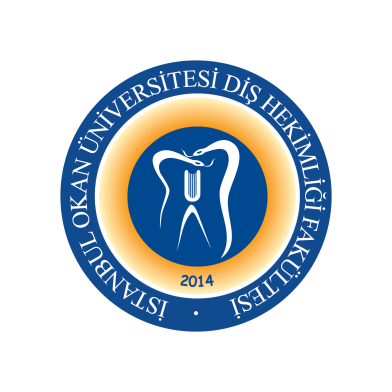 İSTANBUL OKAN ÜNİVERSİTESİ DİŞ HEKİMLİĞİ FAKÜLTESİ
2014